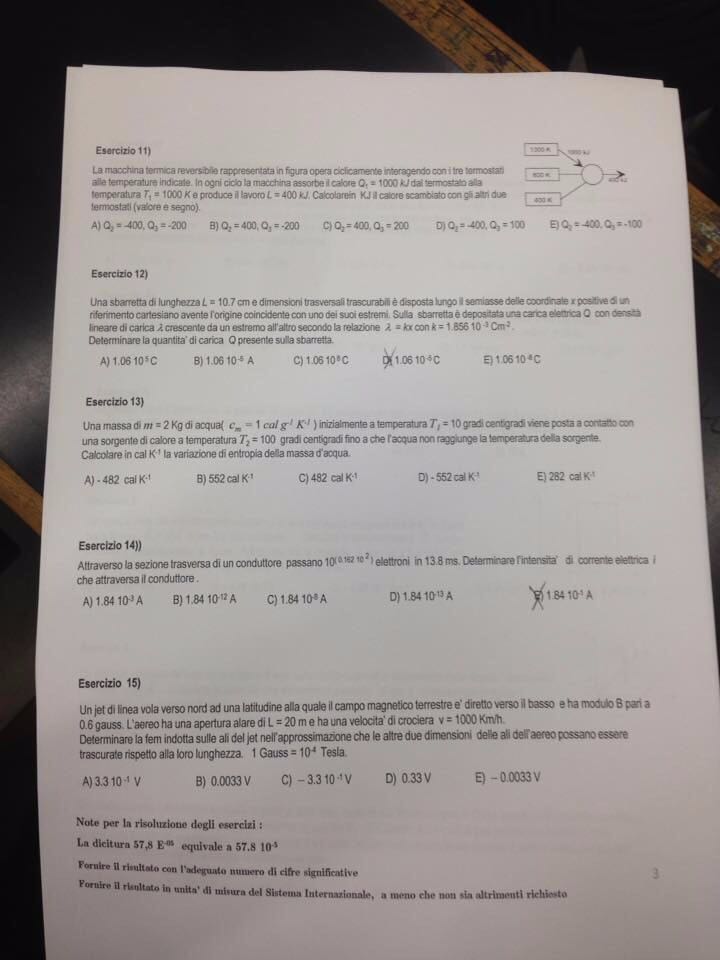 Esercizio 11)
1000 K
1000 kJ
La macchina termica reversibile rappresentata in figura opera ciclicamente interagendo con i tre termostati
alle temperature indicate. In ogni ciclo la macchina assorbe il calore Q₁ = 1000 kJ dal termostato alla
temperatura T₁ = 1000 K e produce il lavoro L = 400 kJ. Calcolarein KJ il calore scambiato con gli altri due
termostati (valore e segno).
400 kJ
400 K
A) Q₂ = -400, Q₃ = -200 B) Q₂ = 400, Q₃ = -200 C) Q₂ = 400, Q₃ = 200 D) Q₂ = -400, Q₃ = 100 E) Q₂ = -400, Q₃ = -100
Esercizio 12)
Una sbarretta di lunghezza L = 10.7 cm e dimensioni trasversali trascurabili è disposta lungo il semiasse delle coordinate x positive di un
riferimento cartesiano avente l'origine coincidente con uno dei suoi estremi. Sulla sbarretta è depositata una carica elettrica Q con densità
lineare di carica λ crescente da un estremo all'altro secondo la relazione λ = kx con k = 1.856 10⁻³ Cm⁻².
Determinare la quantita' di carica Q presente sulla sbarretta.
A) 1.06 10⁵ C B) 1.06 10⁻⁵ A C) 1.06 10⁸ C D) 1.06 10⁻⁵ C E) 1.06 10⁻⁸ C
Esercizio 13)
Una massa di m = 2 Kg di acqua( cₘ = 1 cal g⁻¹ K⁻¹ ) inizialmente a temperatura T₁ = 10 gradi centigradi viene posta a contatto con
una sorgente di calore a temperatura T₂ = 100 gradi centigradi fino a che l'acqua non raggiunge la temperatura della sorgente.
Calcolare in cal K⁻¹ la variazione di entropia della massa d'acqua.
A) - 482 cal K⁻¹ B) 552 cal K⁻¹ C) 482 cal K⁻¹ D) - 552 cal K⁻¹ E) 282 cal K⁻¹
Esercizio 14))
Attraverso la sezione trasversa di un conduttore passano 10⁽ ⁰·¹⁶² ¹⁰ ²⁾ elettroni in 13.8 ms. Determinare l'intensita' di corrente elettrica i
che attraversa il conduttore .
A) 1.84 10⁻³ A B) 1.84 10⁻¹² A C) 1.84 10⁻⁸ A D) 1.84 10⁻¹³ A E) 1.84 10⁻¹ A
Esercizio 15)
Un jet di linea vola verso nord ad una latitudine alla quale il campo magnetico terrestre e' diretto verso il basso e ha modulo B pari a
0.6 gauss. L'aereo ha una apertura alare di L = 20 m e ha una velocita' di crociera v = 1000 Km/h.
Determinare la fem indotta sulle ali del jet nell'approssimazione che le altre due dimensioni delle ali dell'aereo possano essere
trascurate rispetto alla loro lunghezza. 1 Gauss = 10⁻⁴ Tesla.
A) 3.3 10⁻¹ V B) 0.0033 V C) – 3.3 10⁻¹ V D) 0.33 V E) – 0.0033 V
Note per la risoluzione degli esercizi :
La dicitura 57,8 E⁻⁰⁵ equivale a 57.8 10⁻⁵
Fornire il risultato con l'adeguato numero di cifre significative
Fornire il risultato in unita' di misura del Sistema Internazionale, a meno che non sia altrimenti richiesto
3